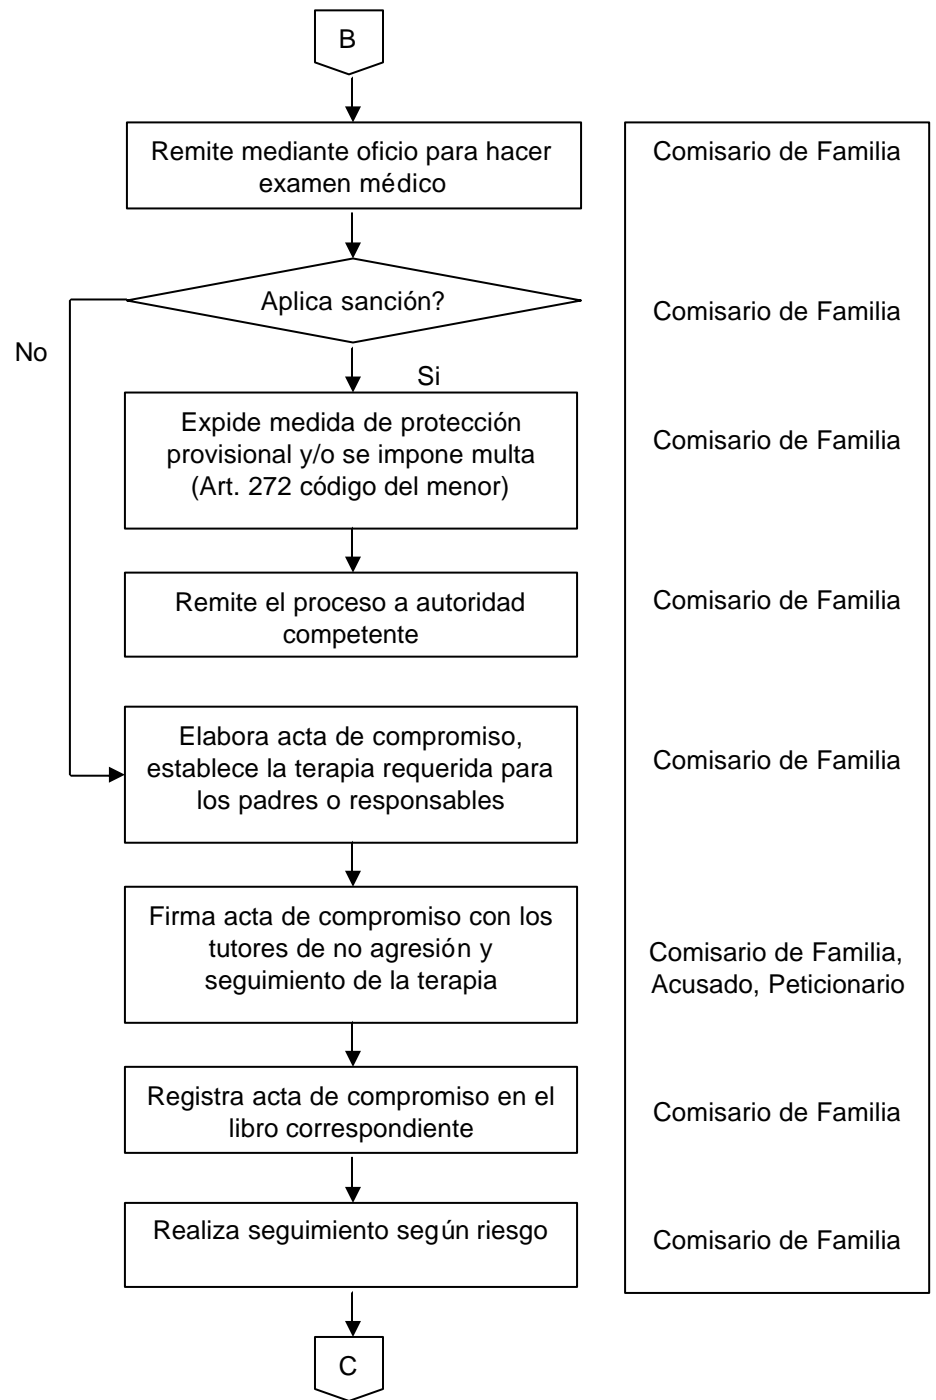 B
Remite mediante oficio para hacer
examen médico
Comisario de Familia
Aplica sanción?
Comisario de Familia
No
Si
Expide medida de protección
provisional y/o se impone multa
(Art. 272 código del menor)
Comisario de Familia
Remite el proceso a autoridad
competente
Comisario de Familia
Elabora acta de compromiso,
establece la terapia requerida para
los padres o responsables
Comisario de Familia
Firma acta de compromiso con los
tutores de no agresión y
seguimiento de la terapia
Comisario de Familia,
Acusado, Peticionario
Registra acta de compromiso en el
libro correspondiente
Comisario de Familia
Realiza seguimiento según riesgo
Comisario de Familia
C